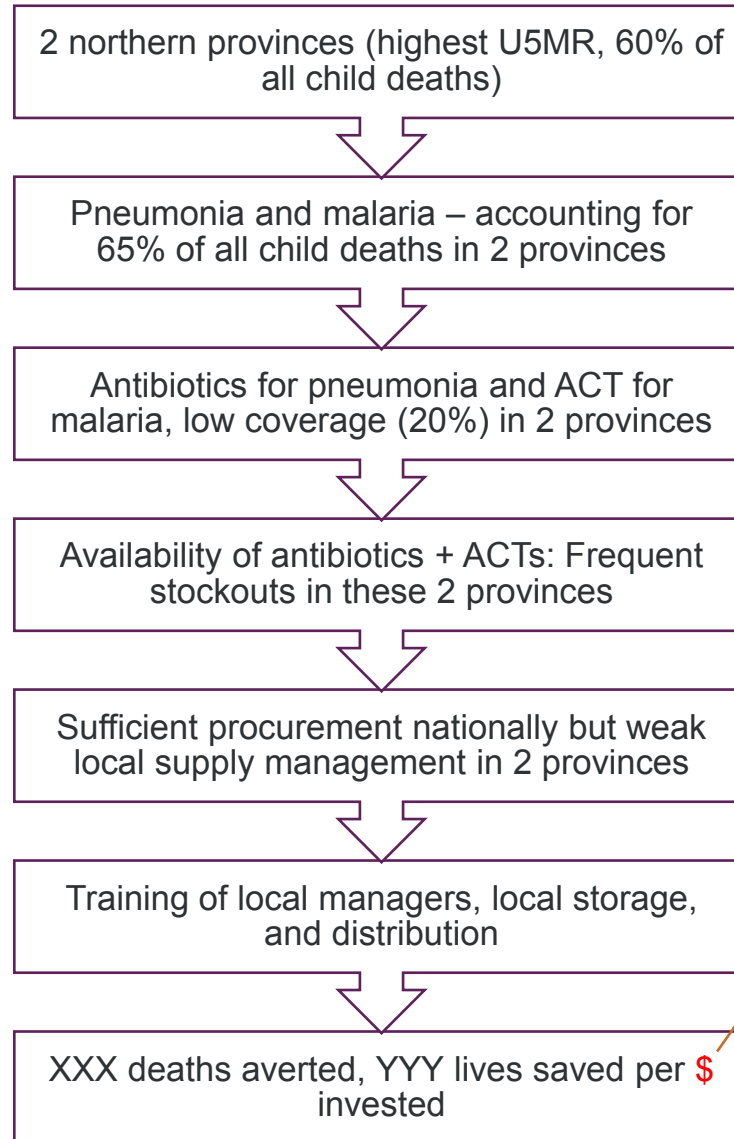 2 northern provinces (highest U5MR, 60% of
all child deaths)
Pneumonia and malaria – accounting for
65% of all child deaths in 2 provinces
Antibiotics for pneumonia and ACT for
malaria, low coverage (20%) in 2 provinces
Availability of antibiotics + ACTs: Frequent
stockouts in these 2 provinces
Sufficient procurement nationally but weak
local supply management in 2 provinces
Training of local managers, local storage,
and distribution
XXX deaths averted, YYY lives saved per $
invested